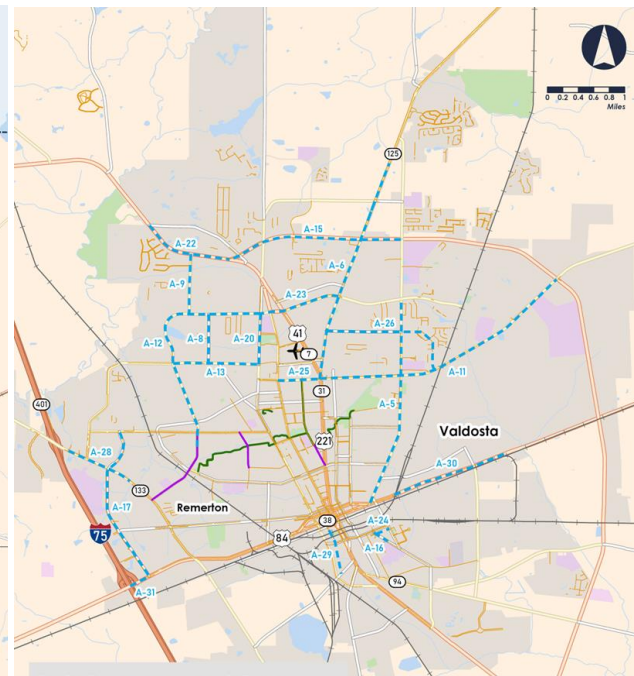 0 0.2 0.4 0.6 0.8 1
Miles
125
A-22
A-15
A-6
A-9
A-23
A-12
A-8
A-20
41
A-26
7
A-25
A-13
A-11
31
401
A-5
221
Valdosta
A-28
A-30
133
A-17
Remerton
38
A-24
75
84
A-16
A-29
94
A-31